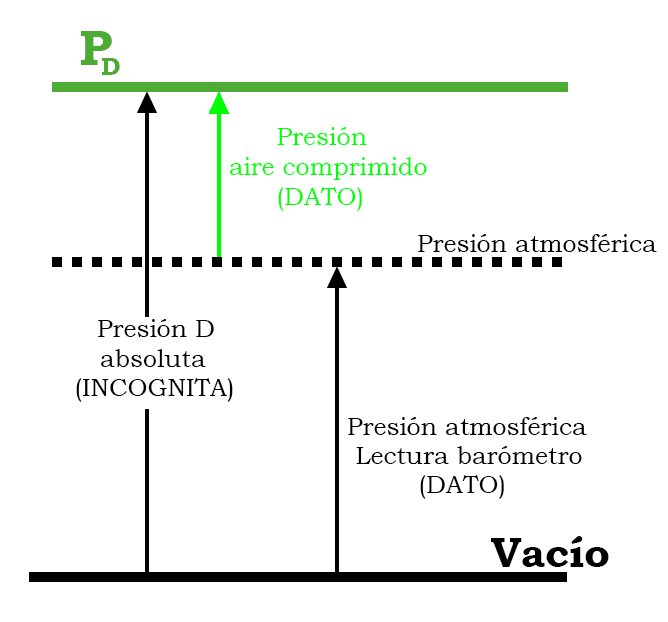 P_D
Presión
aire comprimido
(DATO)
Presión atmosférica
Presión D
absoluta
(INCOGNITA)
Presión atmosférica
Lectura barómetro
(DATO)
Vacío